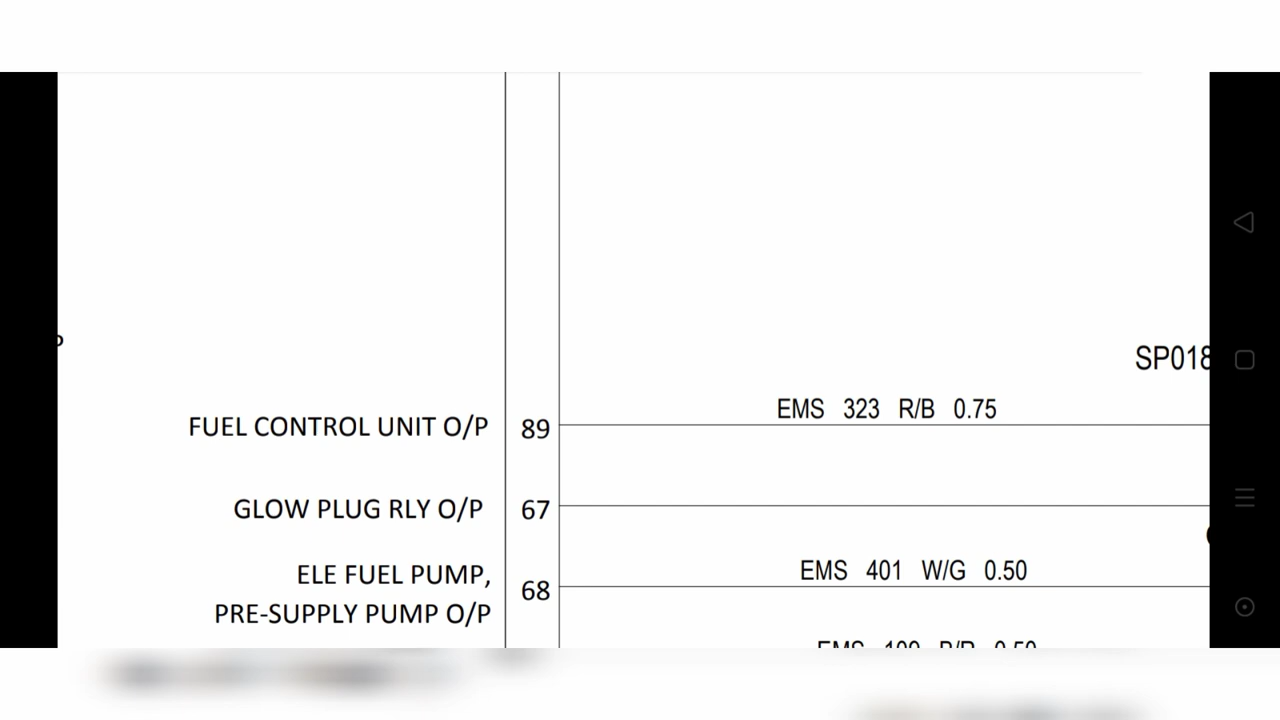 SP018
EMS 323 R/B 0.75
FUEL CONTROL UNIT O/P 89
GLOW PLUG RLY O/P 67
EMS 401 W/G 0.50
ELE FUEL PUMP,
PRE-SUPPLY PUMP O/P 68
EMS